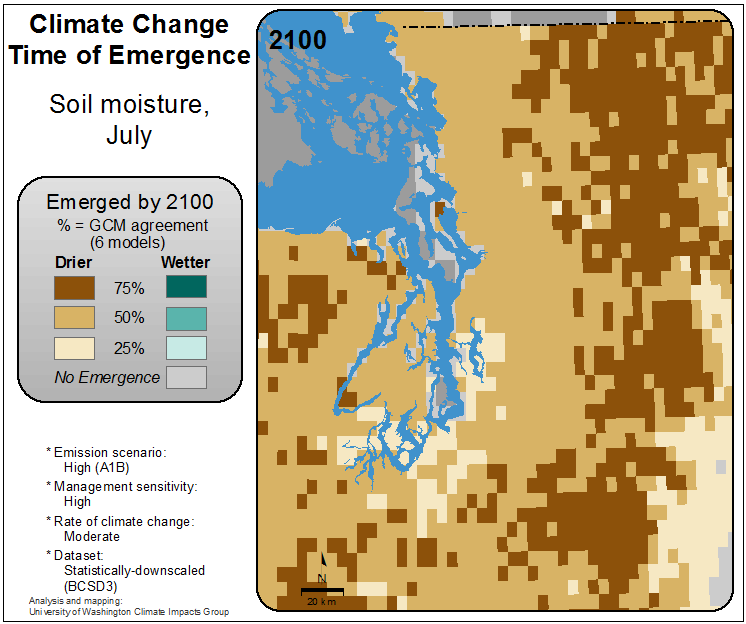 Climate Change
Time of Emergence
Soil moisture,
July
Emerged by 2100
% = GCM agreement
(6 models)
Drier Wetter
75%
50%
25%
No Emergence
* Emission scenario:
High (A1B)
* Management sensitivity:
High
* Rate of climate change:
Moderate
* Dataset:
Statistically-downscaled
(BCSD3)
Analysis and mapping:
University of Washington Climate Impacts Group
2100
N
20 km